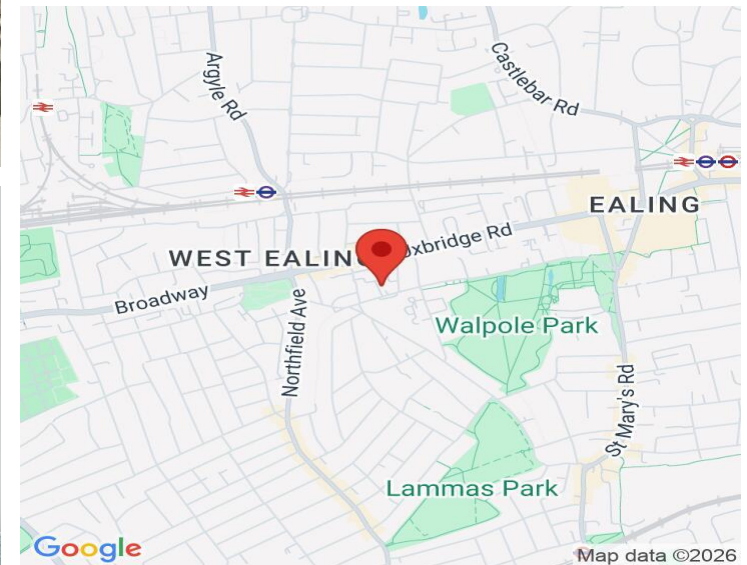 Argyle Rd
Castlebar Rd
EALING
Uxbridge Rd
WEST EALING
Broadway
Walpole Park
Northfield Ave
St Mary's Rd
Lammas Park
Google
Map data ©2026